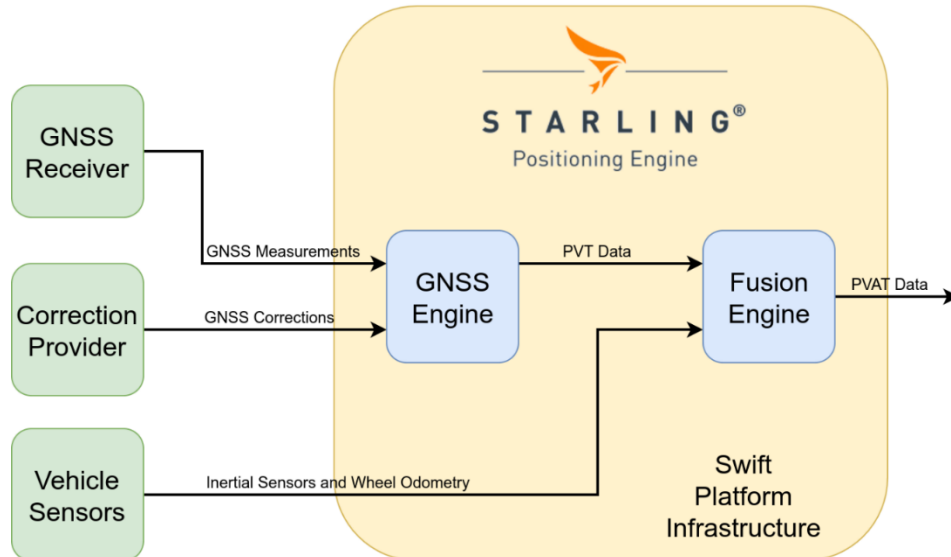 STARLING®
Positioning Engine
GNSS
Receiver
GNSS Measurements
GNSS
Engine
PVT Data
Fusion
Engine
PVAT Data
Correction
Provider
GNSS Corrections
Vehicle
Sensors
Inertial Sensors and Wheel Odometry
Swift
Platform
Infrastructure